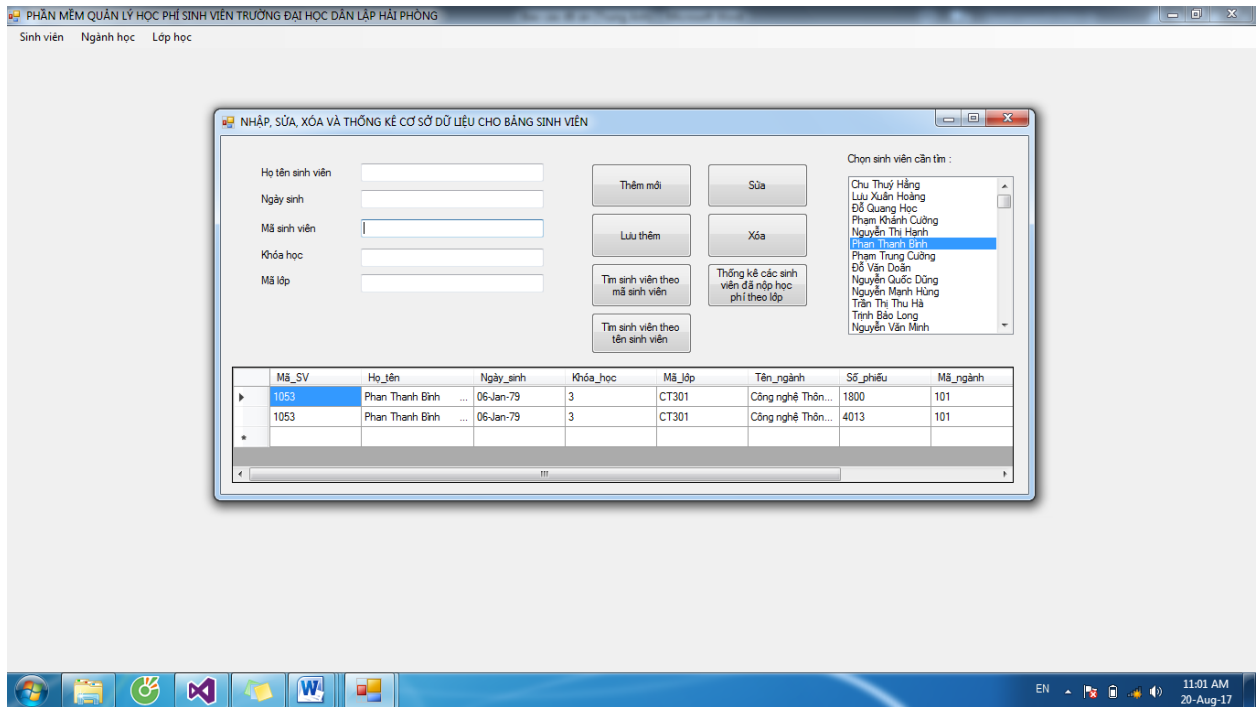 PHẦN MỀM QUẢN LÝ HỌC PHÍ SINH VIÊN TRƯỜNG ĐẠI HỌC DÂN LẬP HẢI PHÒNG
Sinh viên Ngành học Lớp học
NHẬP, SỬA, XÓA VÀ THỐNG KÊ CƠ SỞ DỮ LIỆU CHO BẢNG SINH VIÊN
Họ tên sinh viên
Ngày sinh
Mã sinh viên
Khóa học
Mã lớp
Thêm mới
Sửa
Lưu thêm
Xóa
Tìm sinh viên theo
mã sinh viên
Thống kê các sinh
viên đã nộp học
phí theo lớp
Tìm sinh viên theo
tên sinh viên
Chọn sinh viên cần tìm :
Chu Thuý Hằng
Lưu Xuân Hoàng
Đỗ Quang Học
Phạm Khánh Cường
Nguyễn Thị Hạnh
Phan Thanh Bình
Phạm Trung Cường
Đỗ Văn Doãn
Nguyễn Quốc Dũng
Nguyễn Mạnh Hùng
Trần Thị Thu Hà
Trịnh Bảo Long
Nguyễn Văn Minh
Mã_SV Họ_tên Ngày_sinh Khóa_học Mã_lớp Tên_ngành Số_phiếu Mã_ngành
1053 Phan Thanh Bình ... 06-Jan-79 3 CT301 Công nghệ Thôn... 1800 101
1053 Phan Thanh Bình ... 06-Jan-79 3 CT301 Công nghệ Thôn... 4013 101
EN
11:01 AM
20-Aug-17